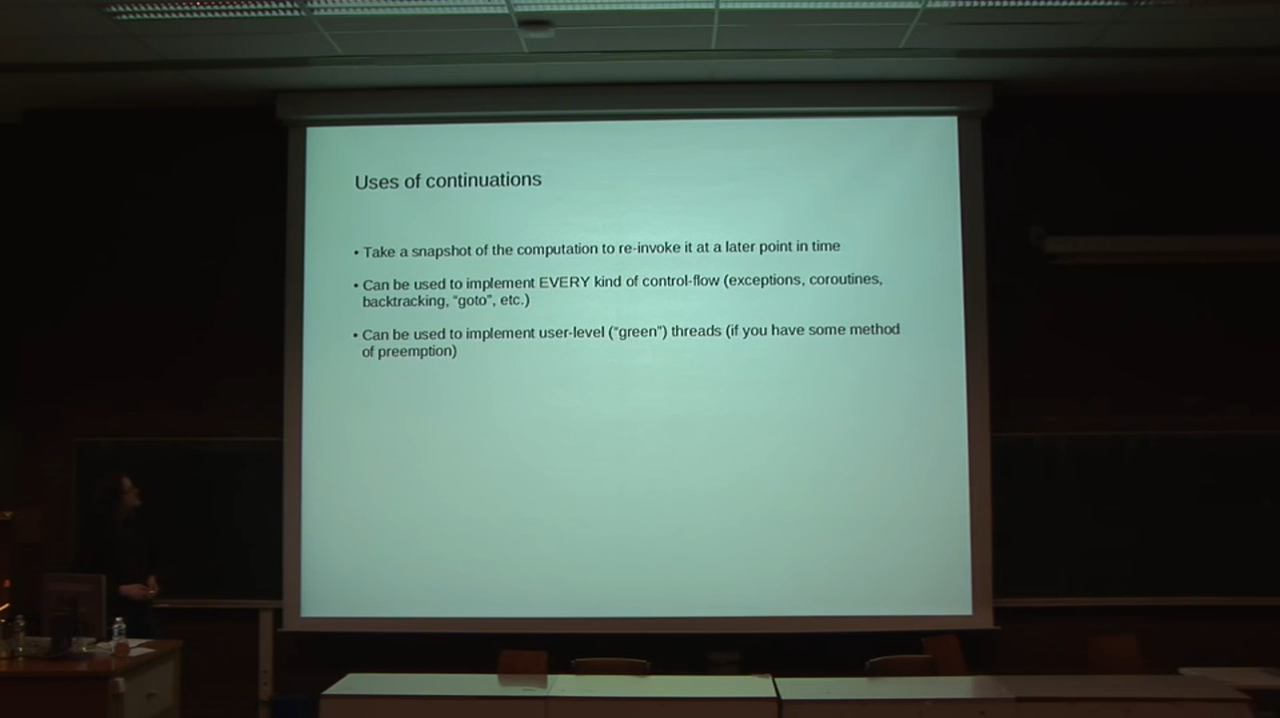 Uses of continuations
• Take a snapshot of the computation to re-invoke it at a later point in time
• Can be used to implement EVERY kind of control-flow (exceptions, coroutines,
backtracking, “goto”, etc.)
• Can be used to implement user-level (“green”) threads (if you have some method
of preemption)